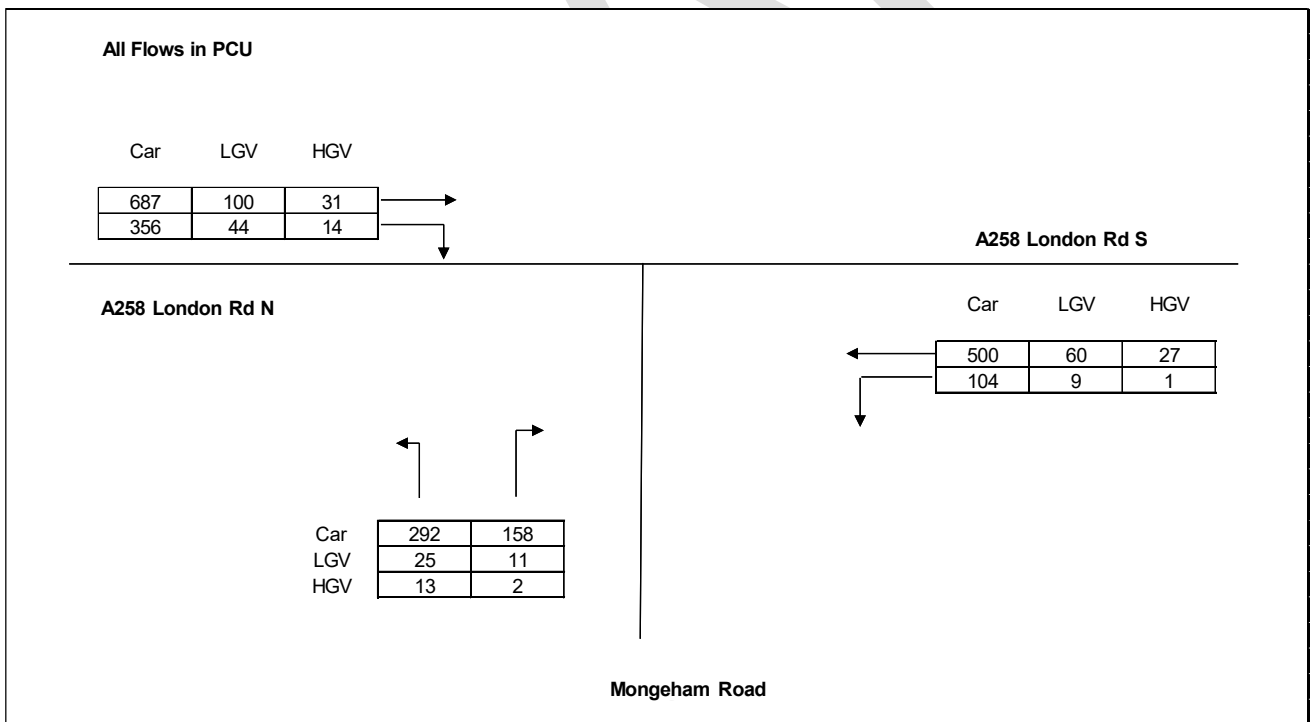 All Flows in PCU
Car LGV HGV
687 100 31
356 44 14
A258 London Rd S
A258 London Rd N
Car LGV HGV
500 60 27
104 9 1
Car 292 158
LGV 25 11
HGV 13 2
Mongeham Road